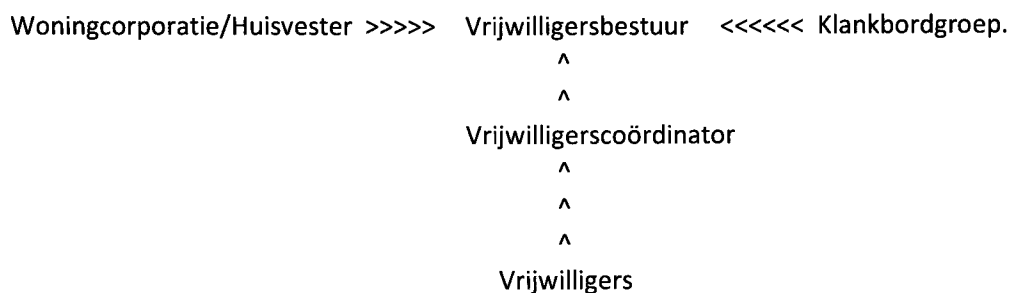 Woningcorporatie/Huisvester >>>>> Vrijwilligersbestuur <<<<<< Klankbordgroep.
^
^
Vrijwilligerscoördinator
^
^
^
Vrijwilligers